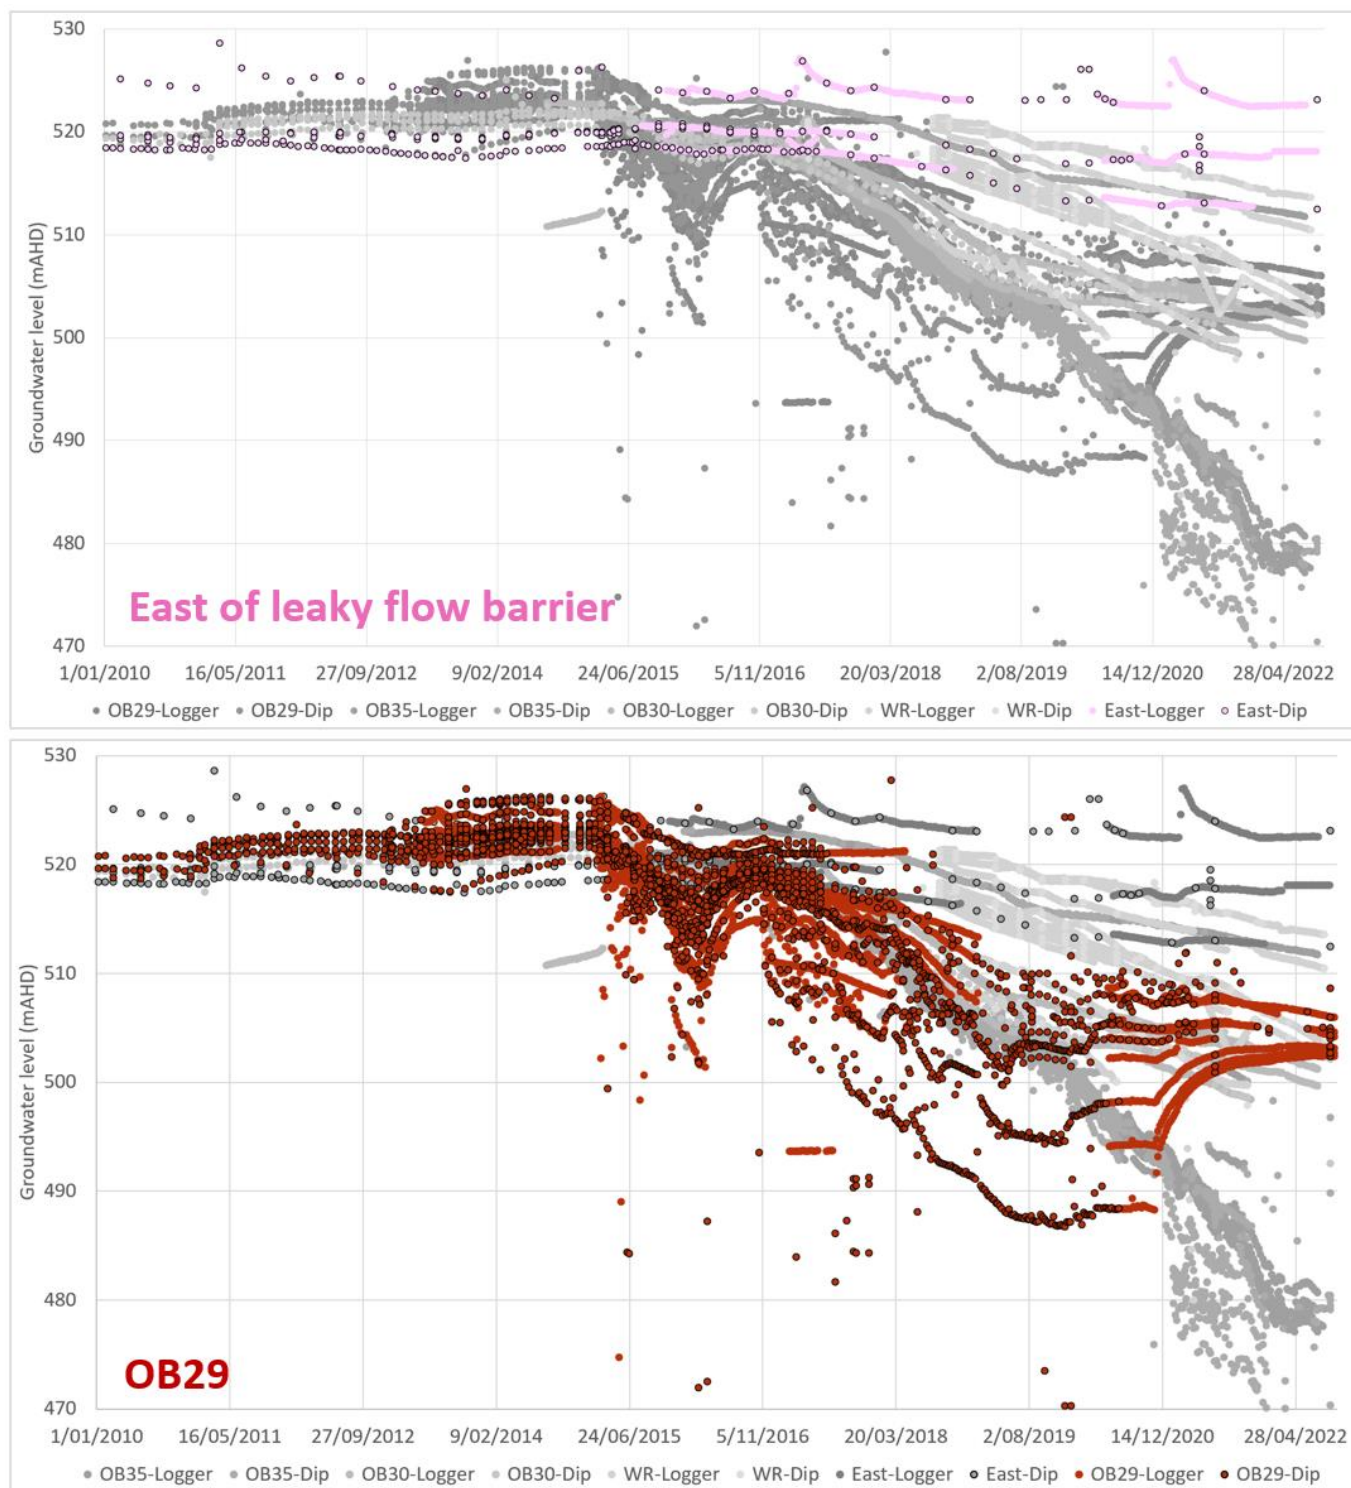 530
520
510
500
490
480
470
Groundwater level (mAHD)
East of leaky flow barrier
1/01/2010 16/05/2011 27/09/2012 9/02/2014 24/06/2015 5/11/2016 20/03/2018 2/08/2019 14/12/2020 28/04/2022
OB29-Logger OB29-Dip OB35-Logger OB35-Dip OB30-Logger OB30-Dip WR-Logger WR-Dip East-Logger East-Dip
530
520
510
500
490
480
470
Groundwater level (mAHD)
OB29
1/01/2010 16/05/2011 27/09/2012 9/02/2014 24/06/2015 5/11/2016 20/03/2018 2/08/2019 14/12/2020 28/04/2022
OB35-Logger OB35-Dip OB30-Logger OB30-Dip WR-Logger WR-Dip East-Logger East-Dip OB29-Logger OB29-Dip